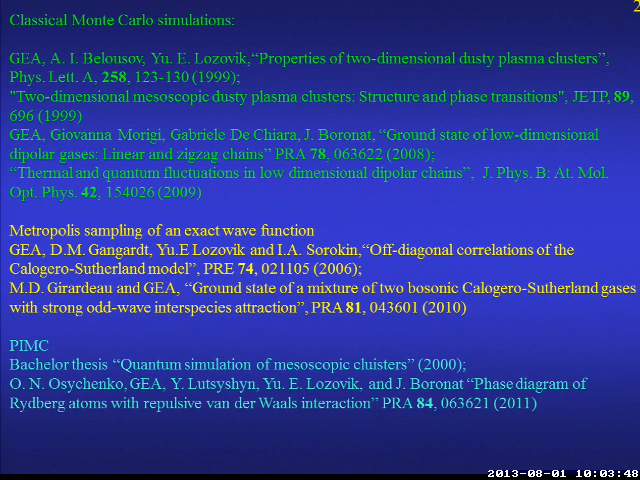 2
Classical Monte Carlo simulations:
GEA, A. I. Belousov, Yu. E. Lozovik,“Properties of two-dimensional dusty plasma clusters”,
Phys. Lett. A, 258, 123-130 (1999);
"Two-dimensional mesoscopic dusty plasma clusters: Structure and phase transitions", JETP, 89,
696 (1999)
GEA, Giovanna Morigi, Gabriele De Chiara, J. Boronat, “Ground state of low-dimensional
dipolar gases: Linear and zigzag chains” PRA 78, 063622 (2008);
“Thermal and quantum fluctuations in low dimensional dipolar chains”, J. Phys. B: At. Mol.
Opt. Phys. 42, 154026 (2009)
Metropolis sampling of an exact wave function
GEA, D.M. Gangardt, Yu.E Lozovik and I.A. Sorokin,“Off-diagonal correlations of the
Calogero-Sutherland model”, PRE 74, 021105 (2006);
M.D. Girardeau and GEA, “Ground state of a mixture of two bosonic Calogero-Sutherland gases
with strong odd-wave interspecies attraction”, PRA 81, 043601 (2010)
PIMC
Bachelor thesis “Quantum simulation of mesoscopic cluisters” (2000);
O. N. Osychenko, GEA, Y. Lutsyshyn, Yu. E. Lozovik, and J. Boronat “Phase diagram of
Rydberg atoms with repulsive van der Waals interaction” PRA 84, 063621 (2011)
2013-08-01 10:03:48